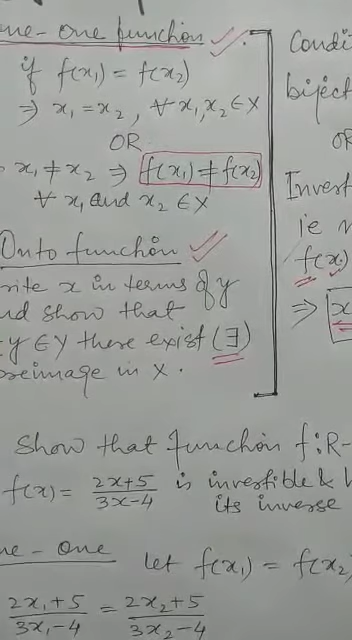 ne-one function
if f(x₁) = f(x₂)
⇒ x₁ = x₂, ∀ x₁, x₂ ∈ X
OR
x₁ ≠ x₂ ⇒ f(x₁) ≠ f(x₂)
∀ x₁ and x₂ ∈ X
Onto function
rite x in terms of y
nd show that
y ∈ Y there exist (∃)
preimage in X.
Condi
biject
OR
Invert
ie
f(x)
⇒ x
Show that function f: R-
f(x) = (2x+5)/(3x-4) is invertible &
its inverse
ne-one let f(x₁) = f(x₂)
(2x₁+5)/(3x₁-4) = (2x₂+5)/(3x₂-4)